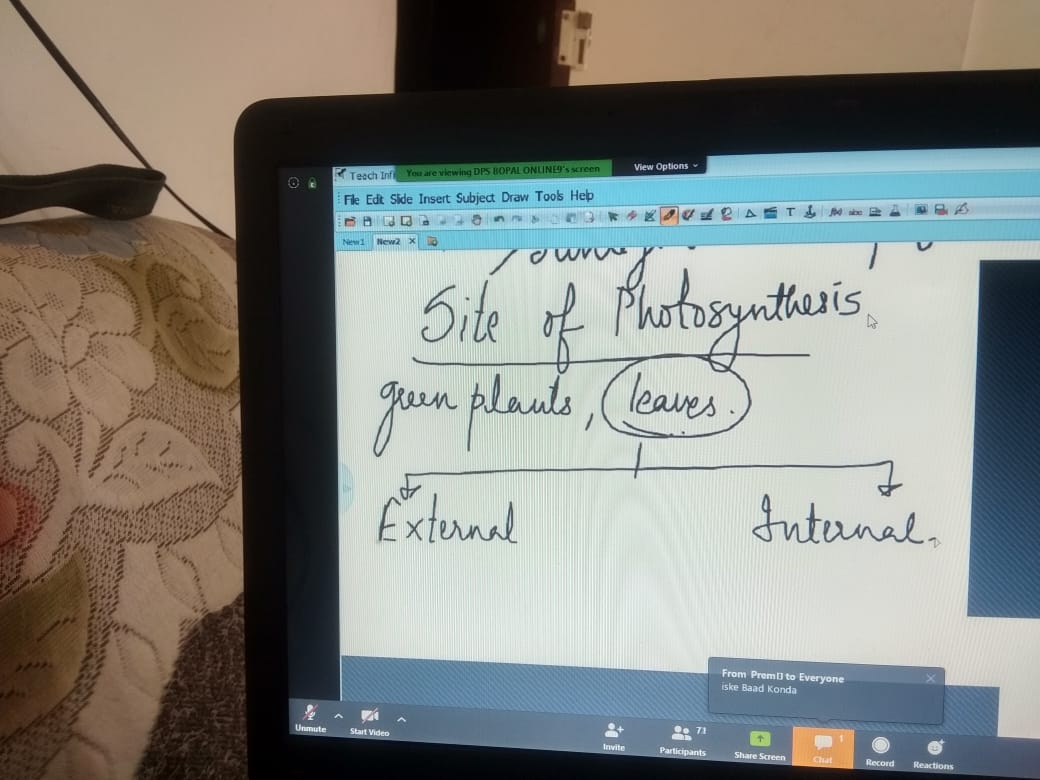 You are viewing DPS BOPAL ONLINE9's screen
View Options
Teach Infi
File Edit Slide Insert Subject Draw Tools Help
New1 New2
Site of Photosynthesis
green plants, leaves.
External Internal.
From Prem to Everyone
iske Baad Konda
Unmute
Start Video
Invite
73
Participants
Share Screen
1
Chat
Record
Reactions